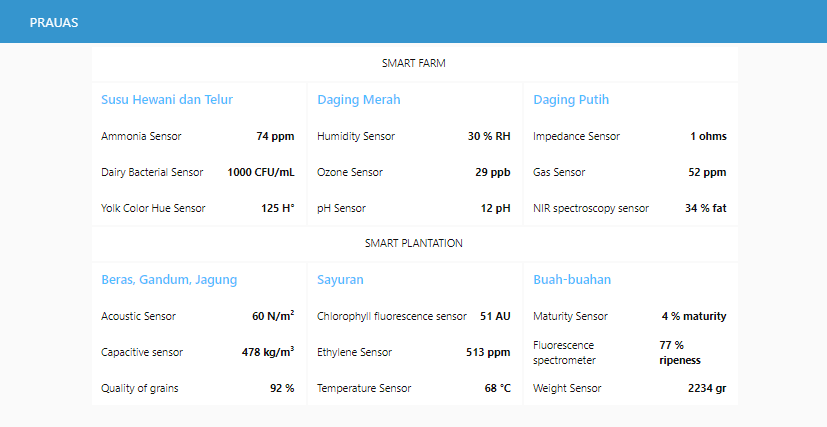 PRAUAS
SMART FARM
Susu Hewani dan Telur
Ammonia Sensor 74 ppm
Dairy Bacterial Sensor 1000 CFU/mL
Yolk Color Hue Sensor 125 H°
Daging Merah
Humidity Sensor 30 % RH
Ozone Sensor 29 ppb
pH Sensor 12 pH
Daging Putih
Impedance Sensor 1 ohms
Gas Sensor 52 ppm
NIR spectroscopy sensor 34 % fat
SMART PLANTATION
Beras, Gandum, Jagung
Acoustic Sensor 60 N/m²
Capacitive sensor 478 kg/m³
Quality of grains 92 %
Sayuran
Chlorophyll fluorescence sensor 51 AU
Ethylene Sensor 513 ppm
Temperature Sensor 68 °C
Buah-buahan
Maturity Sensor 4 % maturity
Fluorescence 77 %
spectrometer ripeness
Weight Sensor 2234 gr